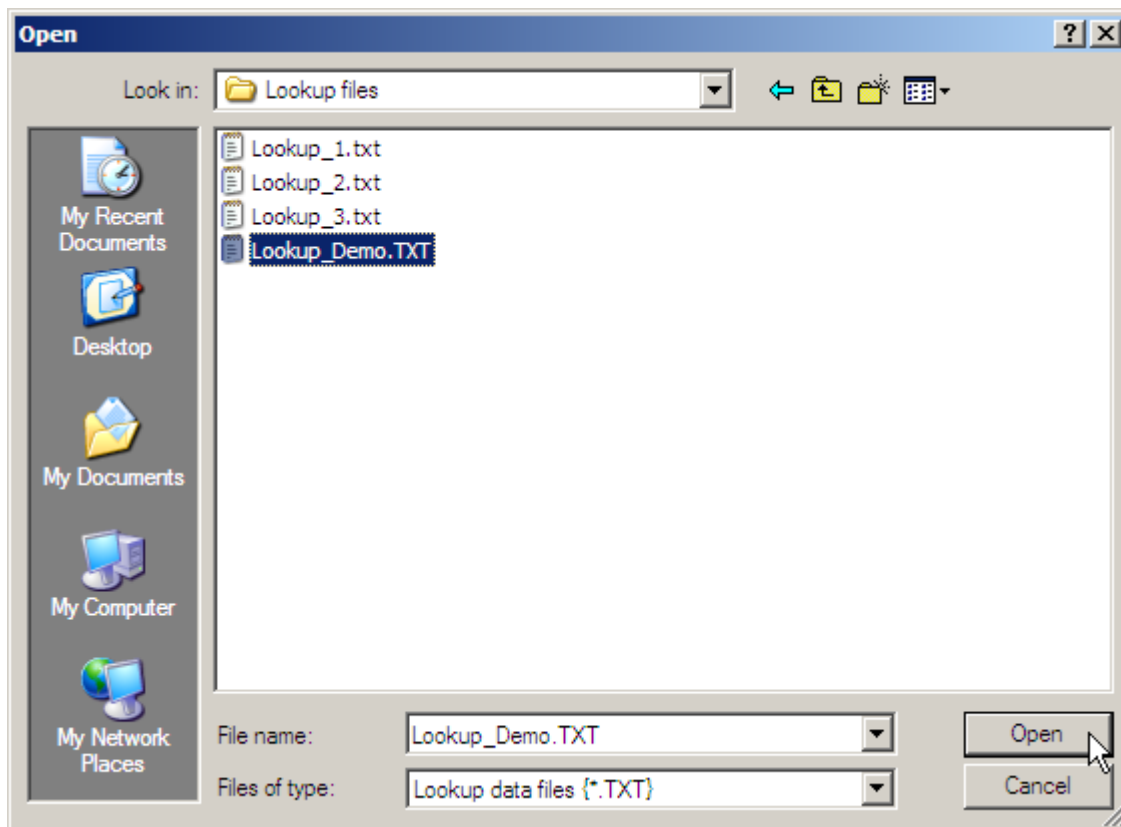 Open
Look in: Lookup files
My Recent
Documents
Desktop
My Documents
My Computer
My Network
Places
Lookup_1.txt
Lookup_2.txt
Lookup_3.txt
Lookup_Demo.TXT
File name: Lookup_Demo.TXT Open
Files of type: Lookup data files {*.TXT} Cancel